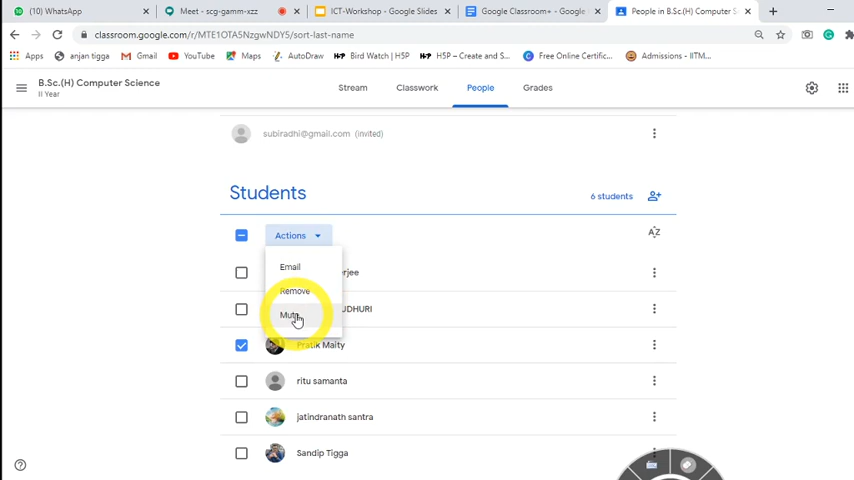 (10) WhatsApp
Meet - scg-gamm-xzz
ICT-Workshop - Google Slides
Google Classroom+ - Google
People in B.Sc.(H) Computer S
classroom.google.com/r/MTE1OTA5NzgwNDY5/sort-last-name
Apps
anjan tigga
Gmail
YouTube
Maps
AutoDraw
Bird Watch | H5P
H5P – Create and S...
Free Online Certific...
Admissions - IITM...
B.Sc.(H) Computer Science
II Year
Stream
Classwork
People
Grades
subiradhi@gmail.com (invited)
Students
6 students
Actions
AZ
Email
erjee
Remove
UDHURI
Mute
Pratik Maity
ritu samanta
jatindranath santra
Sandip Tigga